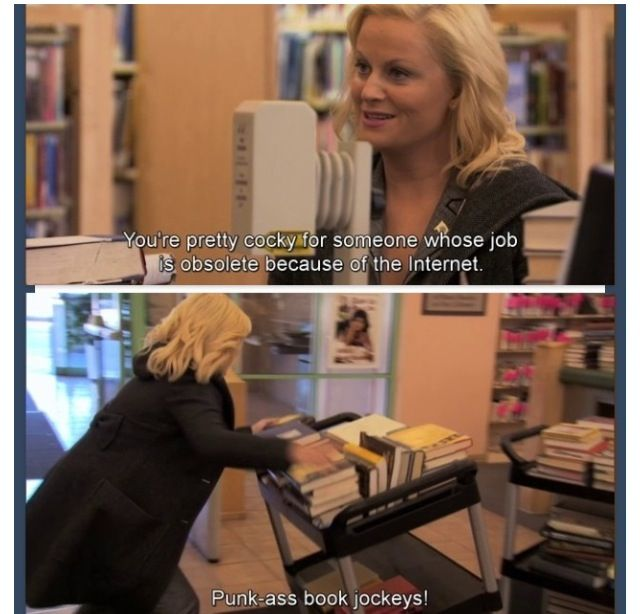 You're pretty cocky for someone whose job
is obsolete because of the Internet.
Punk-ass book jockeys!